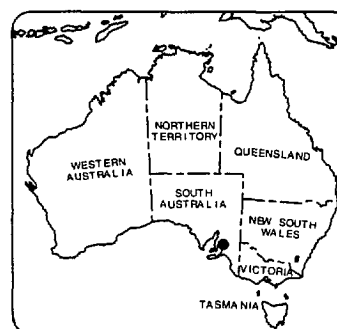 NORTHERN
TERRITORY
WESTERN
AUSTRALIA
QUEENSLAND
SOUTH
AUSTRALIA
NEW SOUTH
WALES
VICTORIA
TASMANIA